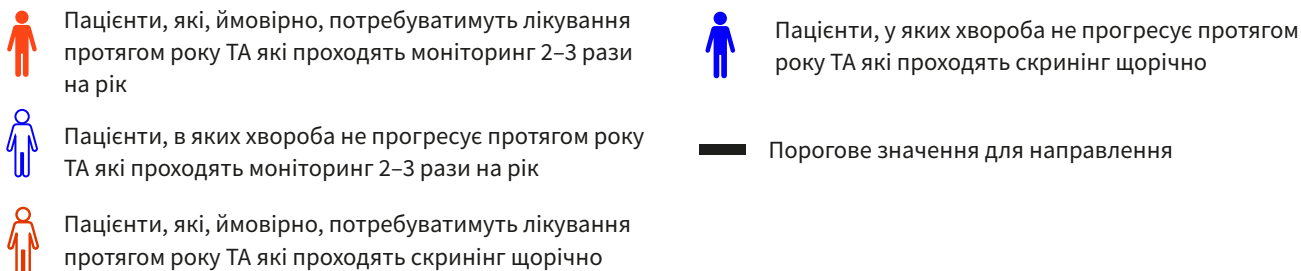 Пацієнти, які, ймовірно, потребуватимуть лікування
протягом року ТА які проходять моніторинг 2–3 рази
на рік
Пацієнти, в яких хвороба не прогресує протягом року
ТА які проходять моніторинг 2–3 рази на рік
Пацієнти, які, ймовірно, потребуватимуть лікування
протягом року ТА які проходять скринінг щорічно
Пацієнти, у яких хвороба не прогресує протягом
року ТА які проходять скринінг щорічно
Порогове значення для направлення